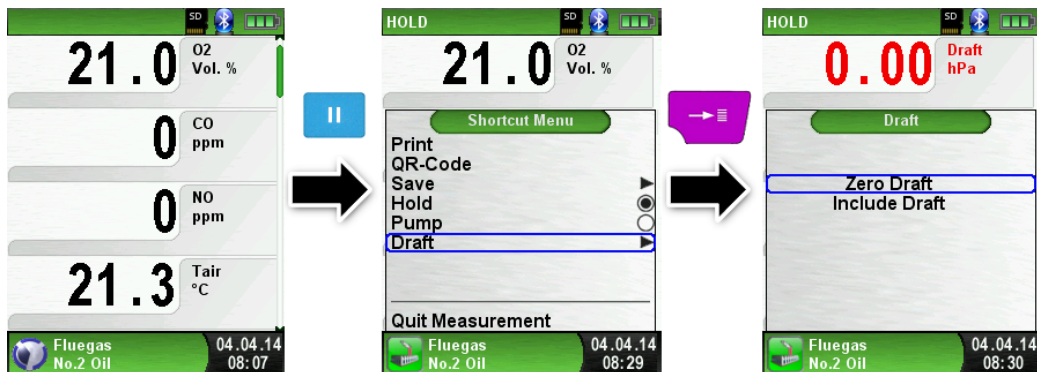 SD
21.0 O2 Vol. %
0 CO ppm
0 NO ppm
21.3 Tair °C
Fluegas 04.04.14
No.2 Oil 08:07
HOLD SD
21.0 O2 Vol. %
Shortcut Menu
Print
QR-Code
Save
Hold
Pump
Draft
Quit Measurement
Fluegas 04.04.14
No.2 Oil 08:29
HOLD SD
0.00 Draft hPa
Draft
Zero Draft
Include Draft
Fluegas 04.04.14
No.2 Oil 08:30